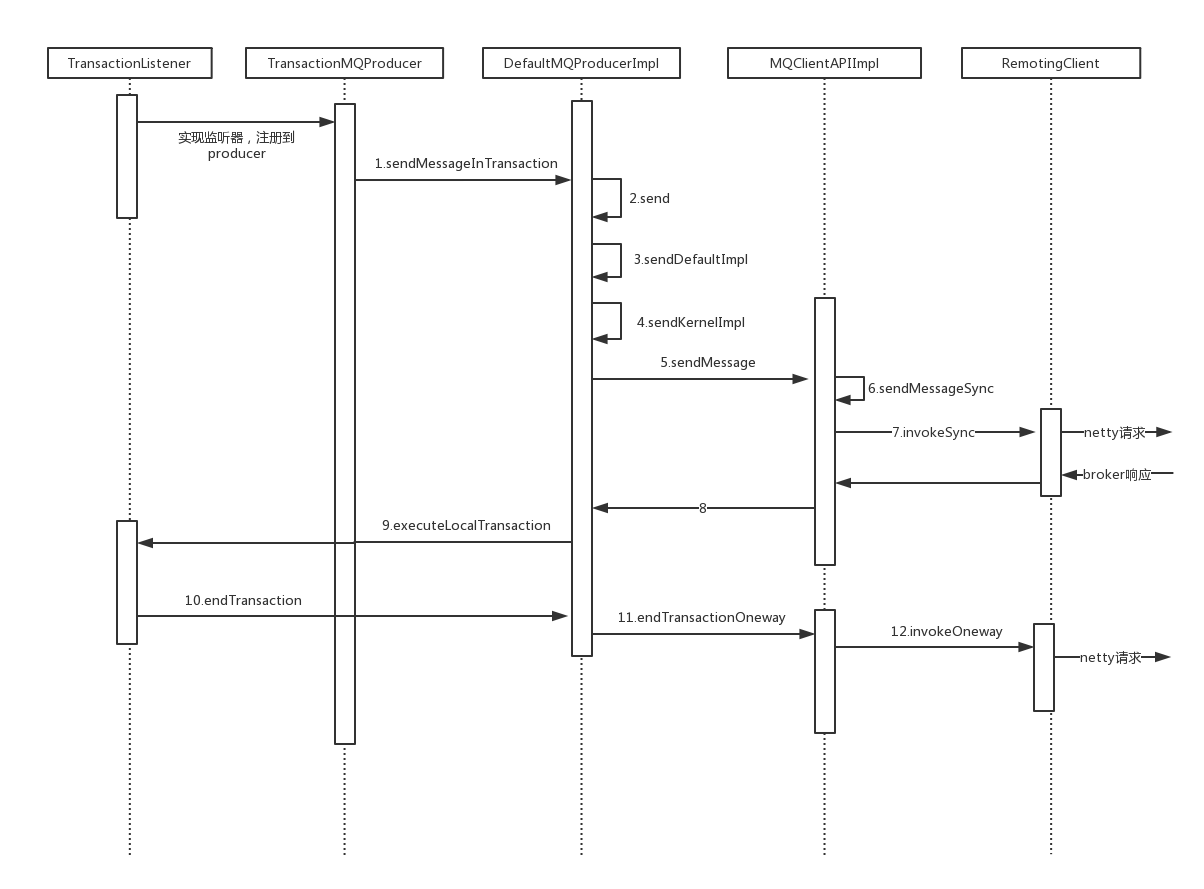 TransactionListener
TransactionMQProducer
DefaultMQProducerImpl
MQClientAPIImpl
RemotingClient
实现监听器，注册到
producer
1.sendMessageInTransaction
2.send
3.sendDefaultImpl
4.sendKernelImpl
5.sendMessage
6.sendMessageSync
7.invokeSync
netty请求
broker响应
8
9.executeLocalTransaction
10.endTransaction
11.endTransactionOneway
12.invokeOneway
netty请求